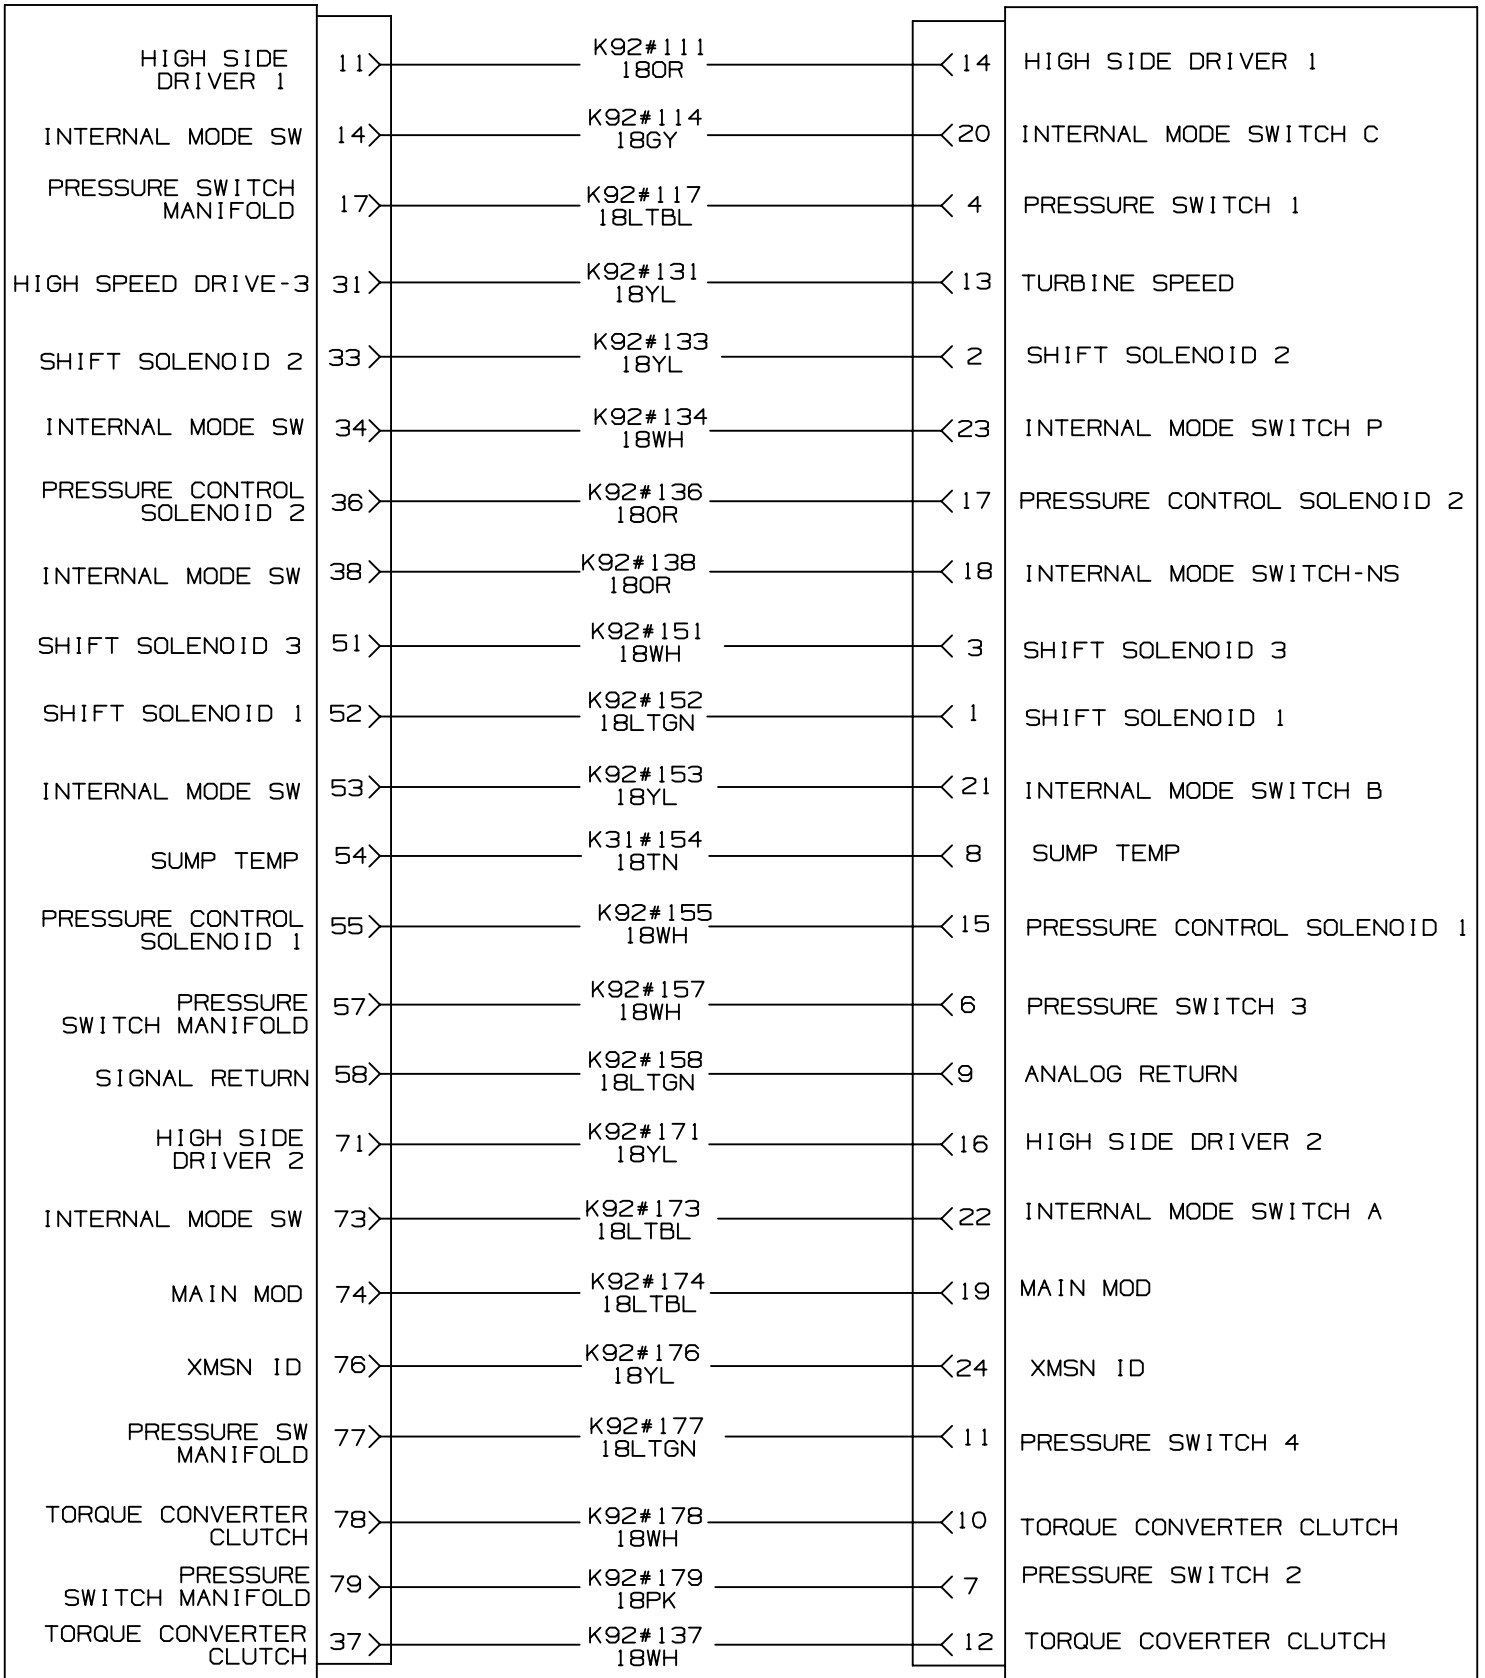 HIGH SIDE
DRIVER 1
11
K92#111
18OR
14
HIGH SIDE DRIVER 1
INTERNAL MODE SW
14
K92#114
18GY
20
INTERNAL MODE SWITCH C
PRESSURE SWITCH
MANIFOLD
17
K92#117
18LTBL
4
PRESSURE SWITCH 1
HIGH SPEED DRIVE-3
31
K92#131
18YL
13
TURBINE SPEED
SHIFT SOLENOID 2
33
K92#133
18YL
2
SHIFT SOLENOID 2
INTERNAL MODE SW
34
K92#134
18WH
23
INTERNAL MODE SWITCH P
PRESSURE CONTROL
SOLENOID 2
36
K92#136
18OR
17
PRESSURE CONTROL SOLENOID 2
INTERNAL MODE SW
38
K92#138
18OR
18
INTERNAL MODE SWITCH-NS
SHIFT SOLENOID 3
51
K92#151
18WH
3
SHIFT SOLENOID 3
SHIFT SOLENOID 1
52
K92#152
18LTGN
1
SHIFT SOLENOID 1
INTERNAL MODE SW
53
K92#153
18YL
21
INTERNAL MODE SWITCH B
SUMP TEMP
54
K31#154
18TN
8
SUMP TEMP
PRESSURE CONTROL
SOLENOID 1
55
K92#155
18WH
15
PRESSURE CONTROL SOLENOID 1
PRESSURE
SWITCH MANIFOLD
57
K92#157
18WH
6
PRESSURE SWITCH 3
SIGNAL RETURN
58
K92#158
18LTGN
9
ANALOG RETURN
HIGH SIDE
DRIVER 2
71
K92#171
18YL
16
HIGH SIDE DRIVER 2
INTERNAL MODE SW
73
K92#173
18LTBL
22
INTERNAL MODE SWITCH A
MAIN MOD
74
K92#174
18LTBL
19
MAIN MOD
XMSN ID
76
K92#176
18YL
24
XMSN ID
PRESSURE SW
MANIFOLD
77
K92#177
18LTGN
11
PRESSURE SWITCH 4
TORQUE CONVERTER
CLUTCH
78
K92#178
18WH
10
TORQUE CONVERTER CLUTCH
PRESSURE
SWITCH MANIFOLD
79
K92#179
18PK
7
PRESSURE SWITCH 2
TORQUE CONVERTER
CLUTCH
37
K92#137
18WH
12
TORQUE COVERTER CLUTCH